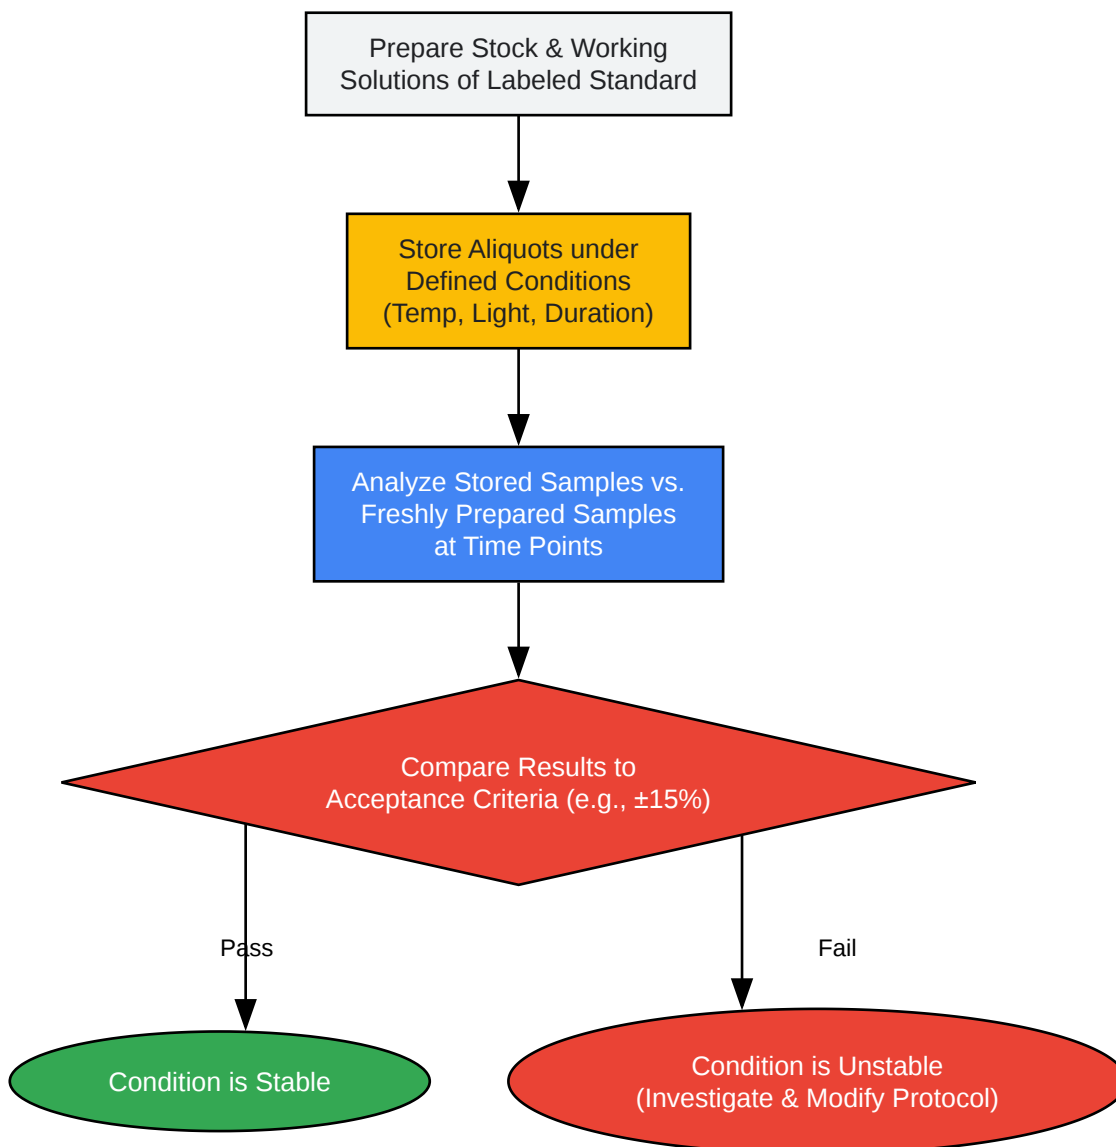 Prepare Stock & Working
Solutions of Labeled Standard
Store Aliquots under
Defined Conditions
(Temp, Light, Duration)
Analyze Stored Samples vs.
Freshly Prepared Samples
at Time Points
Compare Results to
Acceptance Criteria (e.g., ±15%)
Pass
Fail
Condition is Stable
Condition is Unstable
(Investigate & Modify Protocol)